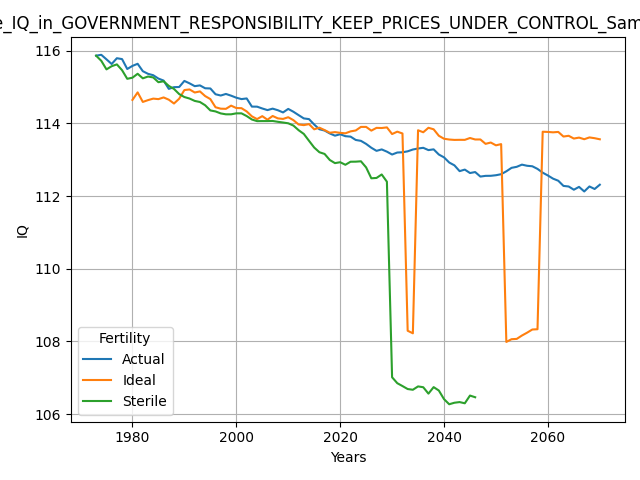 e_IQ_in_GOVERNMENT_RESPONSIBILITY_KEEP_PRICES_UNDER_CONTROL_Sam
116
114
112
110
108
106
IQ
Fertility
Actual
Ideal
Sterile
1980
2000
2020
2040
2060
Years